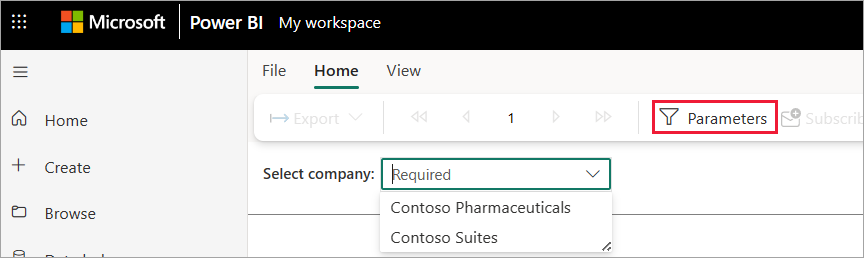 Microsoft Power BI My workspace
File Home View
Export 1 Parameters Subscrib
Home
Create
Browse
Select company: Required
Contoso Pharmaceuticals
Contoso Suites